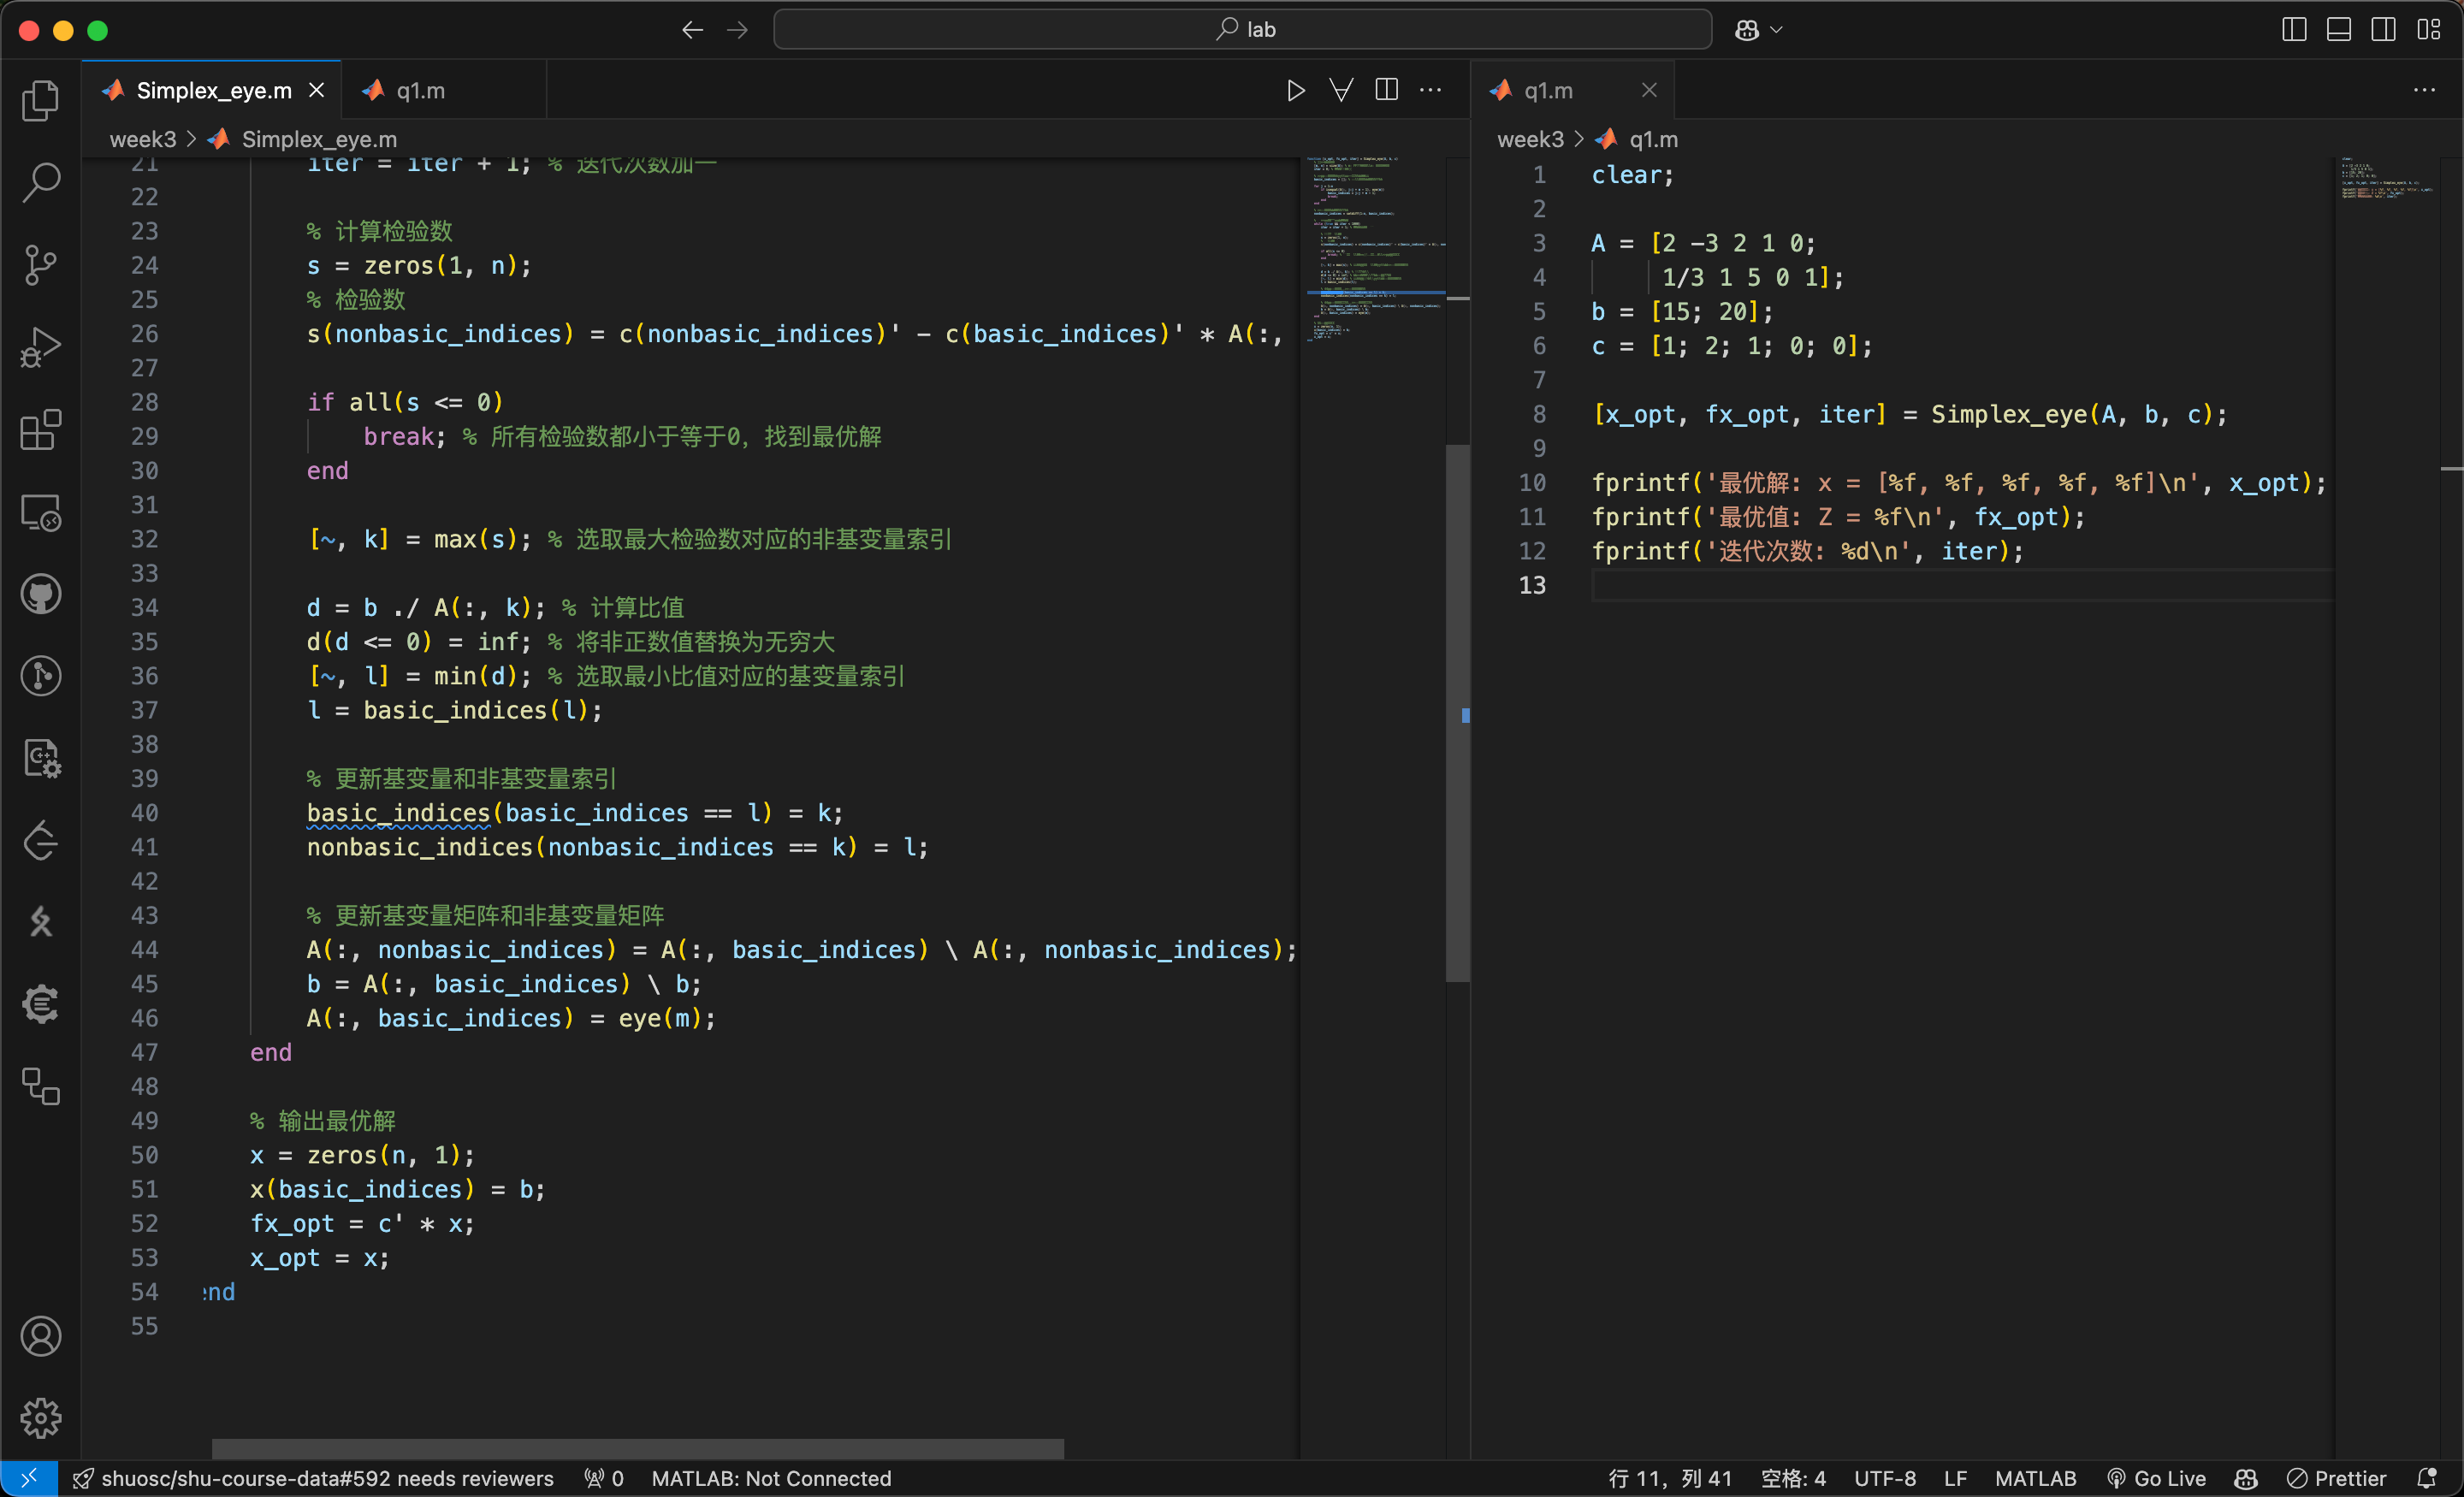 lab
Simplex_eye.m
q1.m
week3 > Simplex_eye.m
21 iter = iter + 1; % 迭代次数加一
22
23 % 计算检验数
24 s = zeros(1, n);
25 % 检验数
26 s(nonbasic_indices) = c(nonbasic_indices)' - c(basic_indices)' * A(:,
27
28 if all(s <= 0)
29 break; % 所有检验数都小于等于0，找到最优解
30 end
31
32 [~, k] = max(s); % 选取最大检验数对应的非基变量索引
33
34 d = b ./ A(:, k); % 计算比值
35 d(d <= 0) = inf; % 将非正数值替换为无穷大
36 [~, l] = min(d); % 选取最小比值对应的基变量索引
37 l = basic_indices(l);
38
39 % 更新基变量和非基变量索引
40 basic_indices(basic_indices == l) = k;
41 nonbasic_indices(nonbasic_indices == k) = l;
42
43 % 更新基变量矩阵和非基变量矩阵
44 A(:, nonbasic_indices) = A(:, basic_indices) \ A(:, nonbasic_indices);
45 b = A(:, basic_indices) \ b;
46 A(:, basic_indices) = eye(m);
47 end
48
49 % 输出最优解
50 x = zeros(n, 1);
51 x(basic_indices) = b;
52 fx_opt = c' * x;
53 x_opt = x;
54 end
55
q1.m
week3 > q1.m
1 clear;
2
3 A = [2 -3 2 1 0;
4 1/3 1 5 0 1];
5 b = [15; 20];
6 c = [1; 2; 1; 0; 0];
7
8 [x_opt, fx_opt, iter] = Simplex_eye(A, b, c);
9
10 fprintf('最优解: x = [%f, %f, %f, %f, %f]\n', x_opt);
11 fprintf('最优值: Z = %f\n', fx_opt);
12 fprintf('迭代次数: %d\n', iter);
13
shuosc/shu-course-data#592 needs reviewers
0
MATLAB: Not Connected
行 11，列 41
空格: 4
UTF-8
LF
MATLAB
Go Live
Prettier